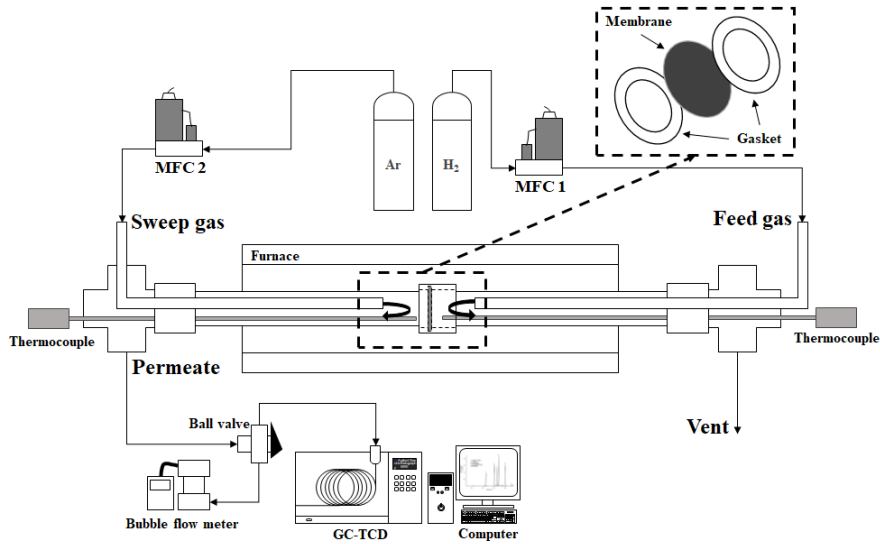 Membrane
Gasket
Ar
H₂
MFC 2
MFC 1
Sweep gas
Feed gas
Furnace
Thermocouple
Thermocouple
Permeate
Vent
Ball valve
Bubble flow meter
GC-TCD
Computer